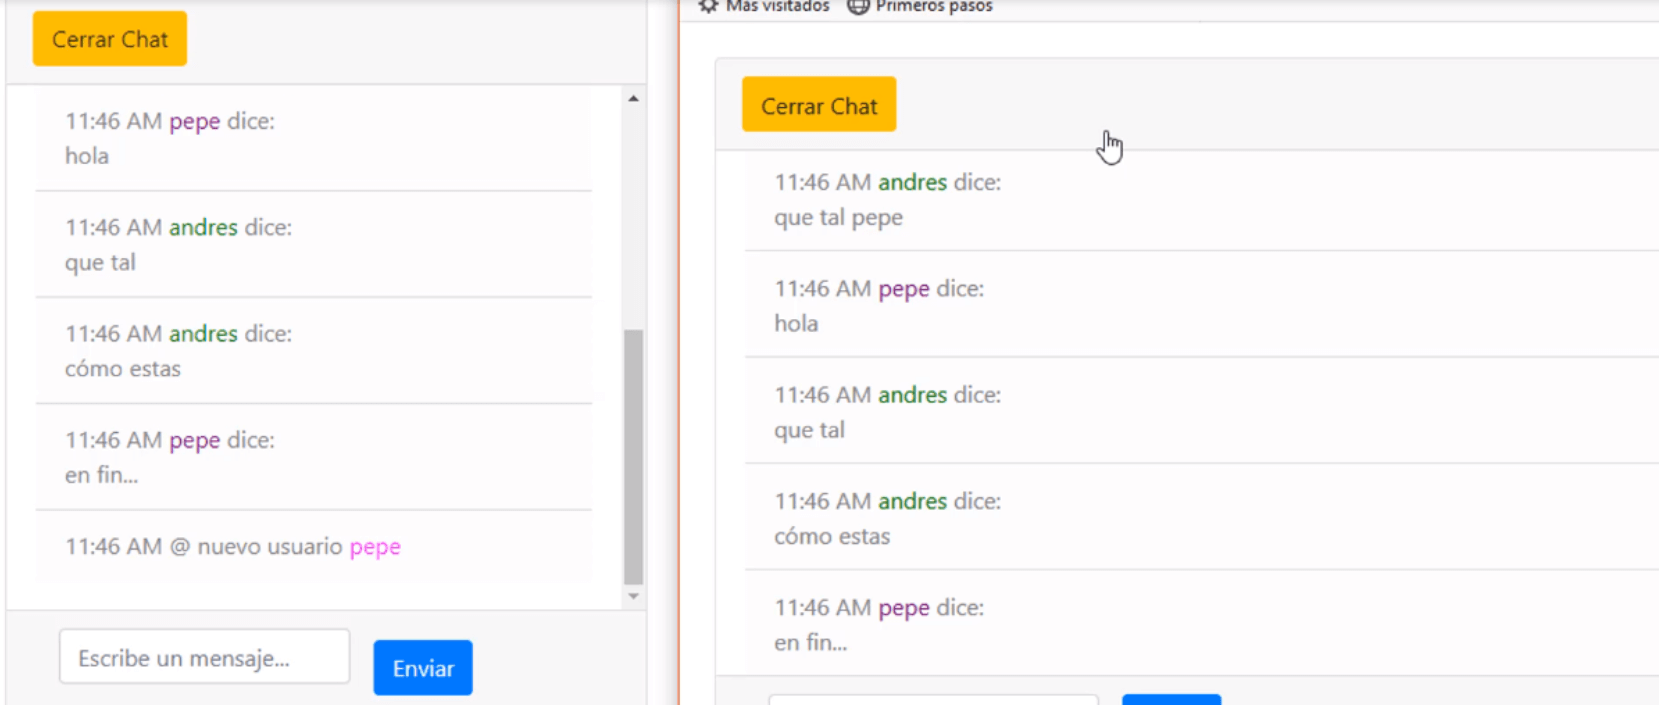 Cerrar Chat
11:46 AM pepe dice:
hola
11:46 AM andres dice:
que tal
11:46 AM andres dice:
cómo estas
11:46 AM pepe dice:
en fin...
11:46 AM @ nuevo usuario pepe
Escribe un mensaje...
Enviar
Más visitados
Primeros pasos
Cerrar Chat
11:46 AM andres dice:
que tal pepe
11:46 AM pepe dice:
hola
11:46 AM andres dice:
que tal
11:46 AM andres dice:
cómo estas
11:46 AM pepe dice:
en fin...